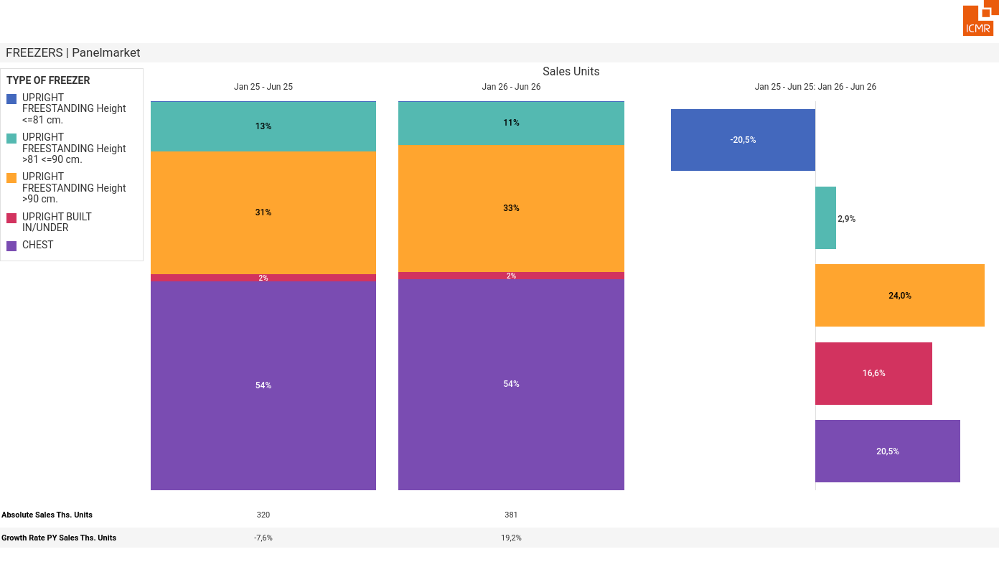 ICMR
FREEZERS | Panelmarket
TYPE OF FREEZER
UPRIGHT
FREESTANDING Height
<=81 cm.
UPRIGHT
FREESTANDING Height
>81 <=90 cm.
UPRIGHT
FREESTANDING Height
>90 cm.
UPRIGHT BUILT
IN/UNDER
CHEST
Sales Units
Jan 25 - Jun 25
Jan 26 - Jun 26
Jan 25 - Jun 25: Jan 26 - Jun 26
13%
31%
2%
54%
11%
33%
2%
54%
-20,5%
2,9%
24,0%
16,6%
20,5%
Absolute Sales Ths. Units 320 381
Growth Rate PY Sales Ths. Units -7,6% 19,2%